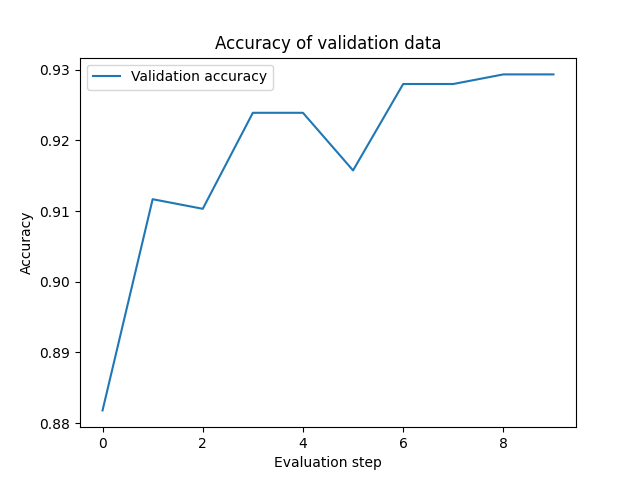 Accuracy of validation data
Validation accuracy
0.93
0.92
0.91
0.90
0.89
0.88
Accuracy
0 2 4 6 8
Evaluation step